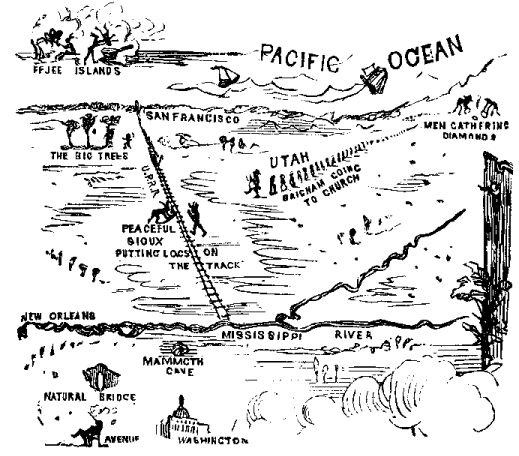 PACIFIC OCEAN
FFJEE ISLANDS
SAN FRANCISCO
MEN GATHERING
DIAMONDS
THE BIG TREES
UTAH
BRIGHAM GOING
TO CHURCH
PEACEFUL
SIOUX
PUTTING LOGS ON
THE TRACK
NEW ORLEANS
MISSISSIPPI RIVER
MAMMOTH
CAVE
NATURAL BRIDGE
AVENUE
WASHINGTON